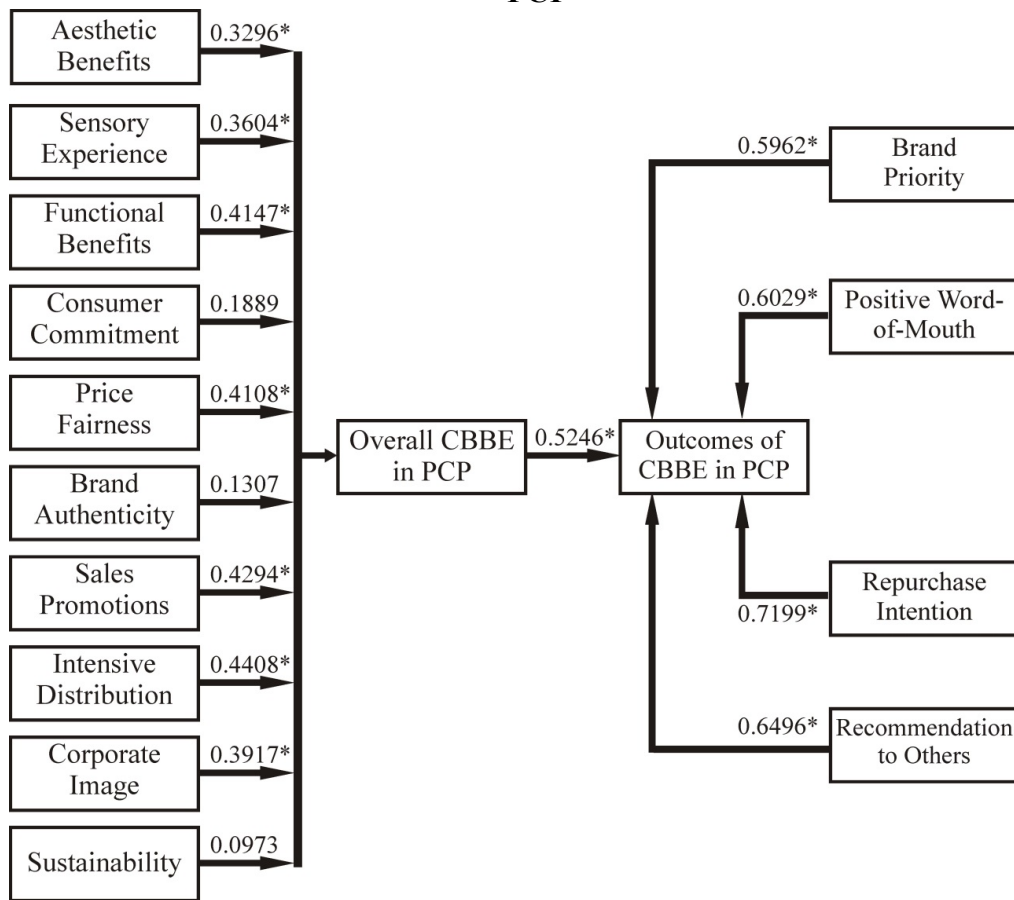 PCP
Aesthetic
Benefits
0.3296*
Sensory
Experience
0.3604*
Functional
Benefits
0.4147*
Consumer
Commitment
0.1889
Price
Fairness
0.4108*
Brand
Authenticity
0.1307
Sales
Promotions
0.4294*
Intensive
Distribution
0.4408*
Corporate
Image
0.3917*
Sustainability
0.0973
Overall CBBE
in PCP
0.5246*
Outcomes of
CBBE in PCP
0.5962*
Brand
Priority
0.6029*
Positive Word-
of-Mouth
0.7199*
Repurchase
Intention
0.6496*
Recommendation
to Others